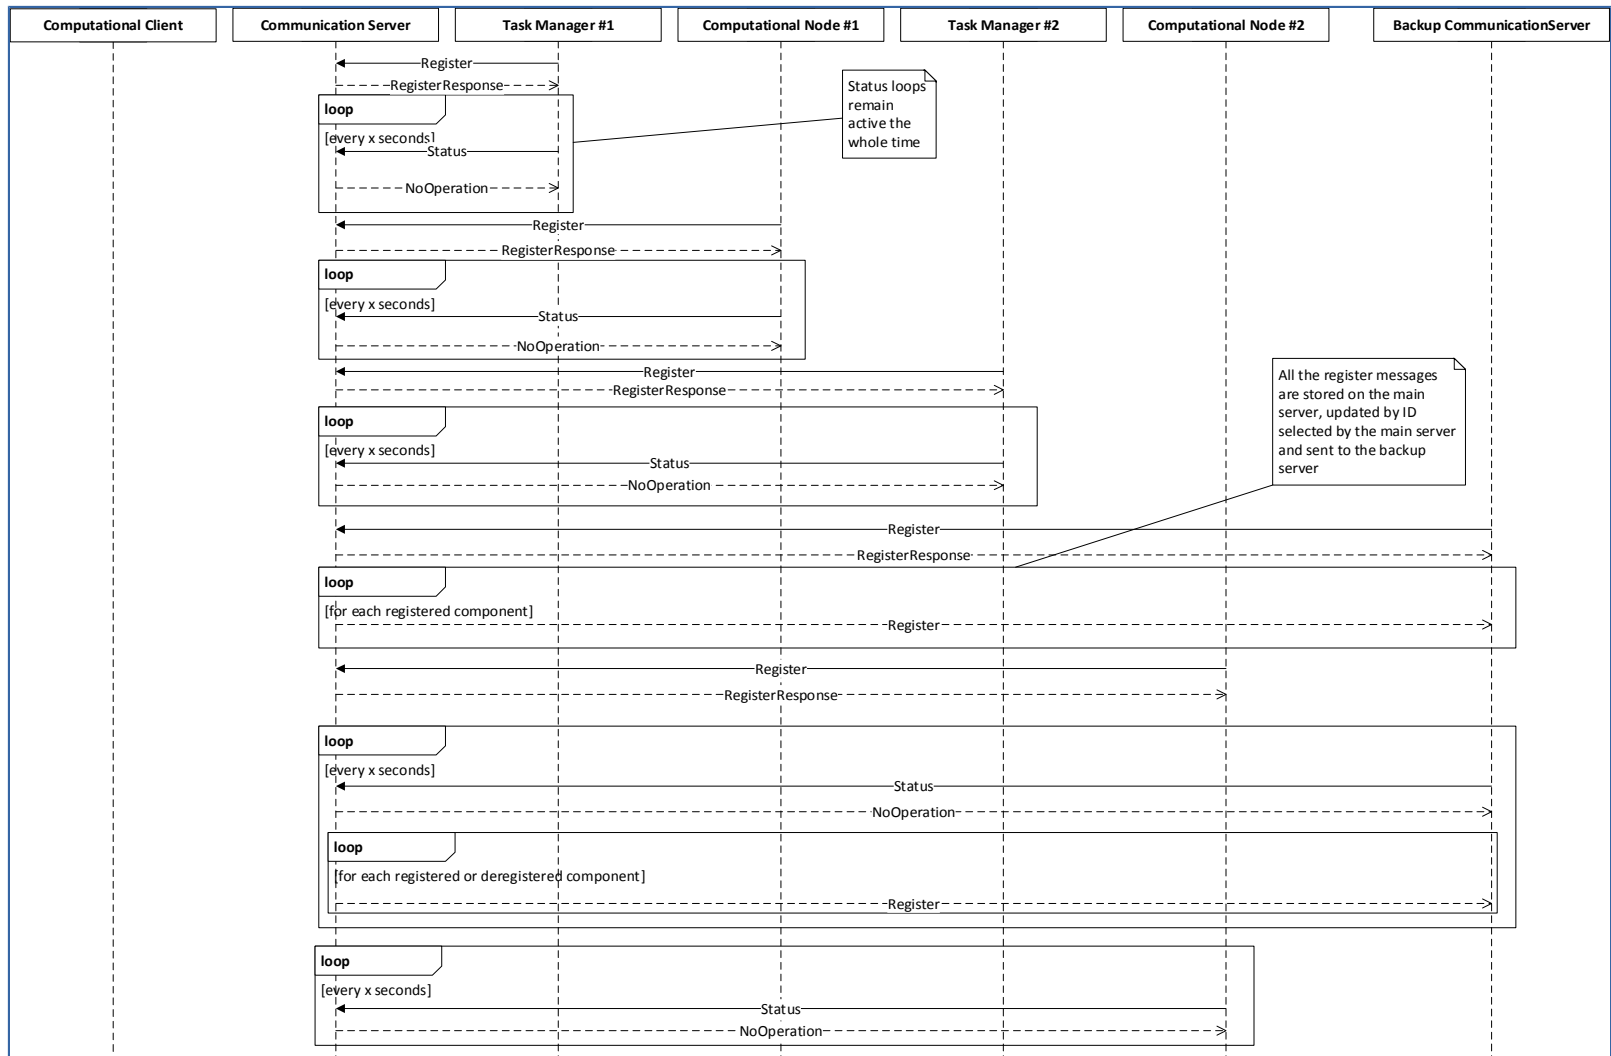 Computational Client
Communication Server
Task Manager #1
Computational Node #1
Task Manager #2
Computational Node #2
Backup CommunicationServer
Register
RegisterResponse
Status loops
remain
active the
whole time
loop
[every x seconds]
Status
NoOperation
Register
RegisterResponse
loop
[every x seconds]
Status
NoOperation
Register
RegisterResponse
All the register messages
are stored on the main
server, updated by ID
selected by the main server
and sent to the backup
server
loop
[every x seconds]
Status
NoOperation
Register
RegisterResponse
loop
[for each registered component]
Register
Register
RegisterResponse
loop
[every x seconds]
Status
NoOperation
loop
[for each registered or deregistered component]
Register
loop
[every x seconds]
Status
NoOperation